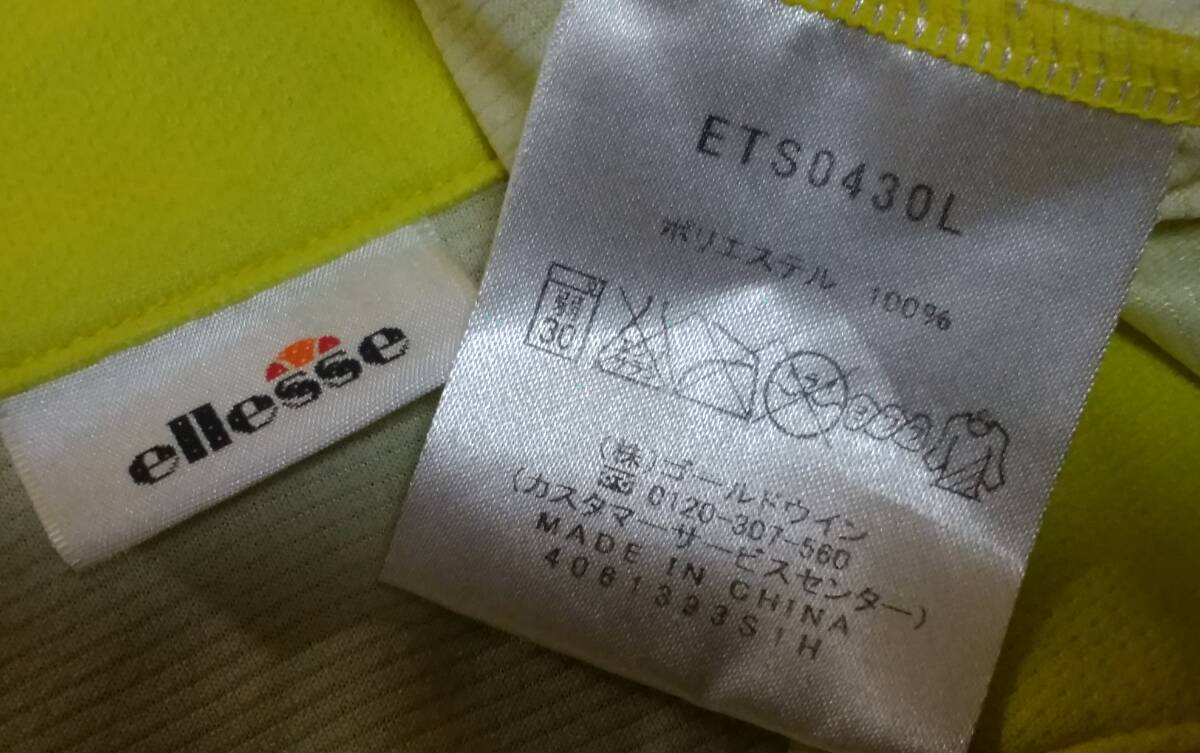 ellesse
ETS0430L
ポリエステル 100%
弱
30
(株)ゴールドウイン
0120-307-560
(カスタマーサービスセンター)
MADE IN CHINA
4061393SIH